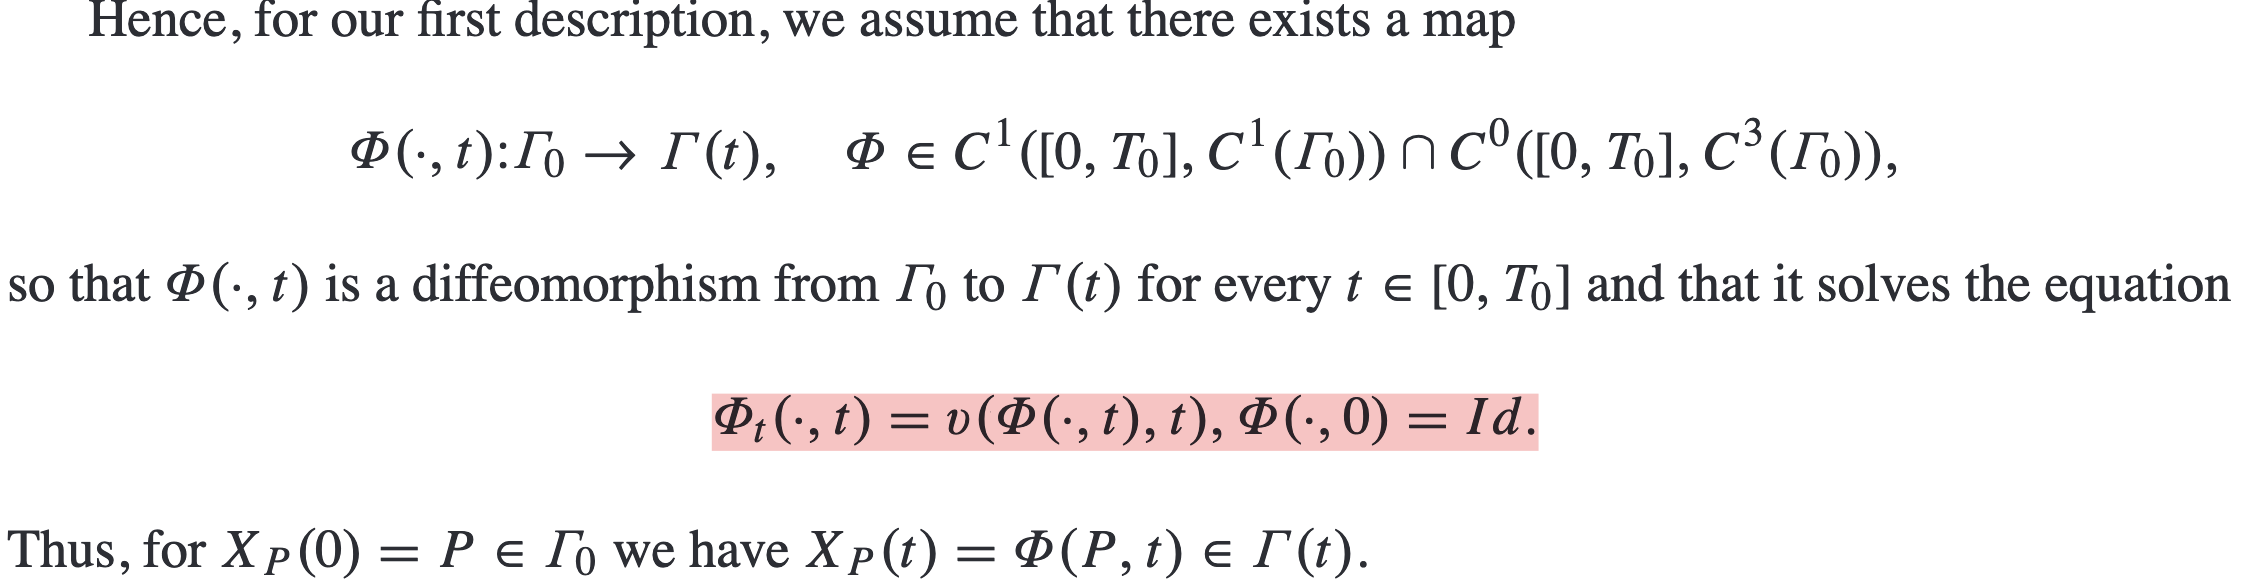 Hence, for our first description, we assume that there exists a map
Φ(·, t):Γ₀ → Γ(t), Φ ∈ C¹([0, T₀], C¹(Γ₀)) ∩ C⁰([0, T₀], C³(Γ₀)),
so that Φ(·, t) is a diffeomorphism from Γ₀ to Γ(t) for every t ∈ [0, T₀] and that it solves the equation
Φₜ(·, t) = v(Φ(·, t), t), Φ(·, 0) = Id.
Thus, for X_P(0) = P ∈ Γ₀ we have X_P(t) = Φ(P, t) ∈ Γ(t).